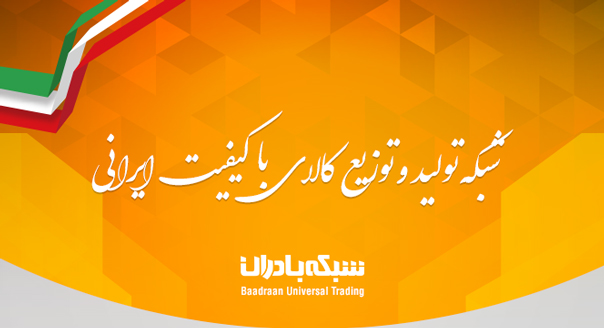 شبکه تولید و توزیع کالای با کیفیت ایرانی
شبکه بادران
Baadraan Universal Trading